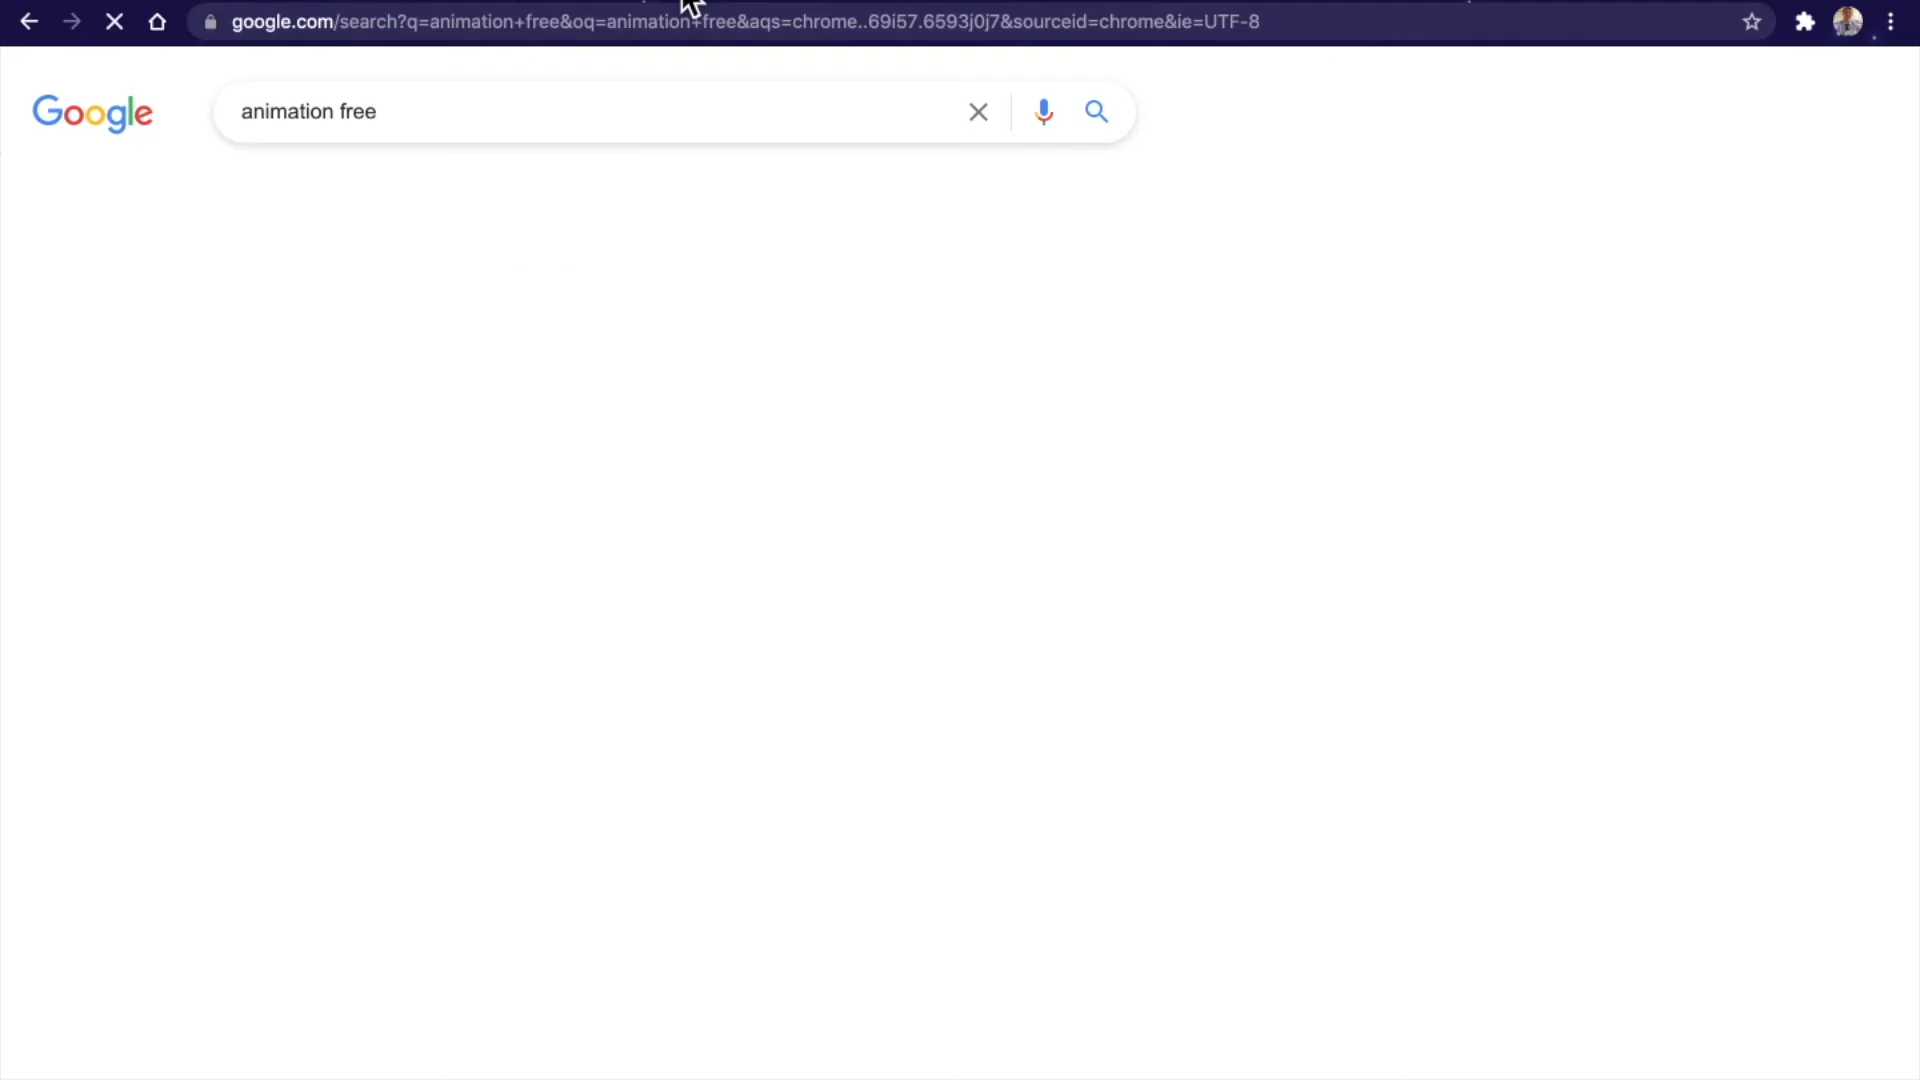 google.com/search?q=animation+free&oq=animation+free&aqs=chrome..69i57.6593j0j7&sourceid=chrome&ie=UTF-8
Google
animation free